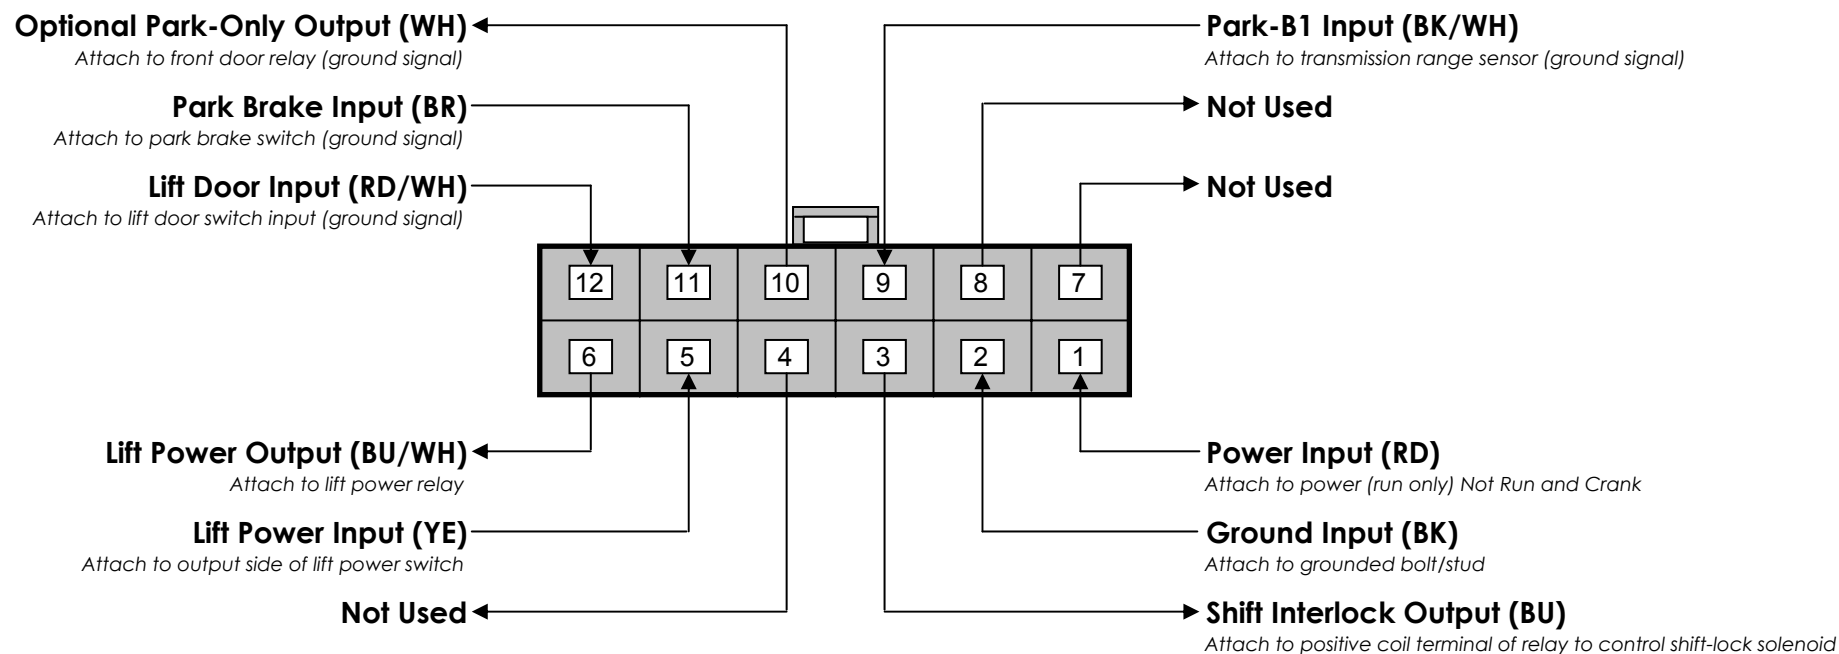 Optional Park-Only Output (WH)
Attach to front door relay (ground signal)
Park Brake Input (BR)
Attach to park brake switch (ground signal)
Lift Door Input (RD/WH)
Attach to lift door switch input (ground signal)
Park-B1 Input (BK/WH)
Attach to transmission range sensor (ground signal)
Not Used
Not Used
12 11 10 9 8 7
6 5 4 3 2 1
Lift Power Output (BU/WH)
Attach to lift power relay
Lift Power Input (YE)
Attach to output side of lift power switch
Not Used
Power Input (RD)
Attach to power (run only) Not Run and Crank
Ground Input (BK)
Attach to grounded bolt/stud
Shift Interlock Output (BU)
Attach to positive coil terminal of relay to control shift-lock solenoid